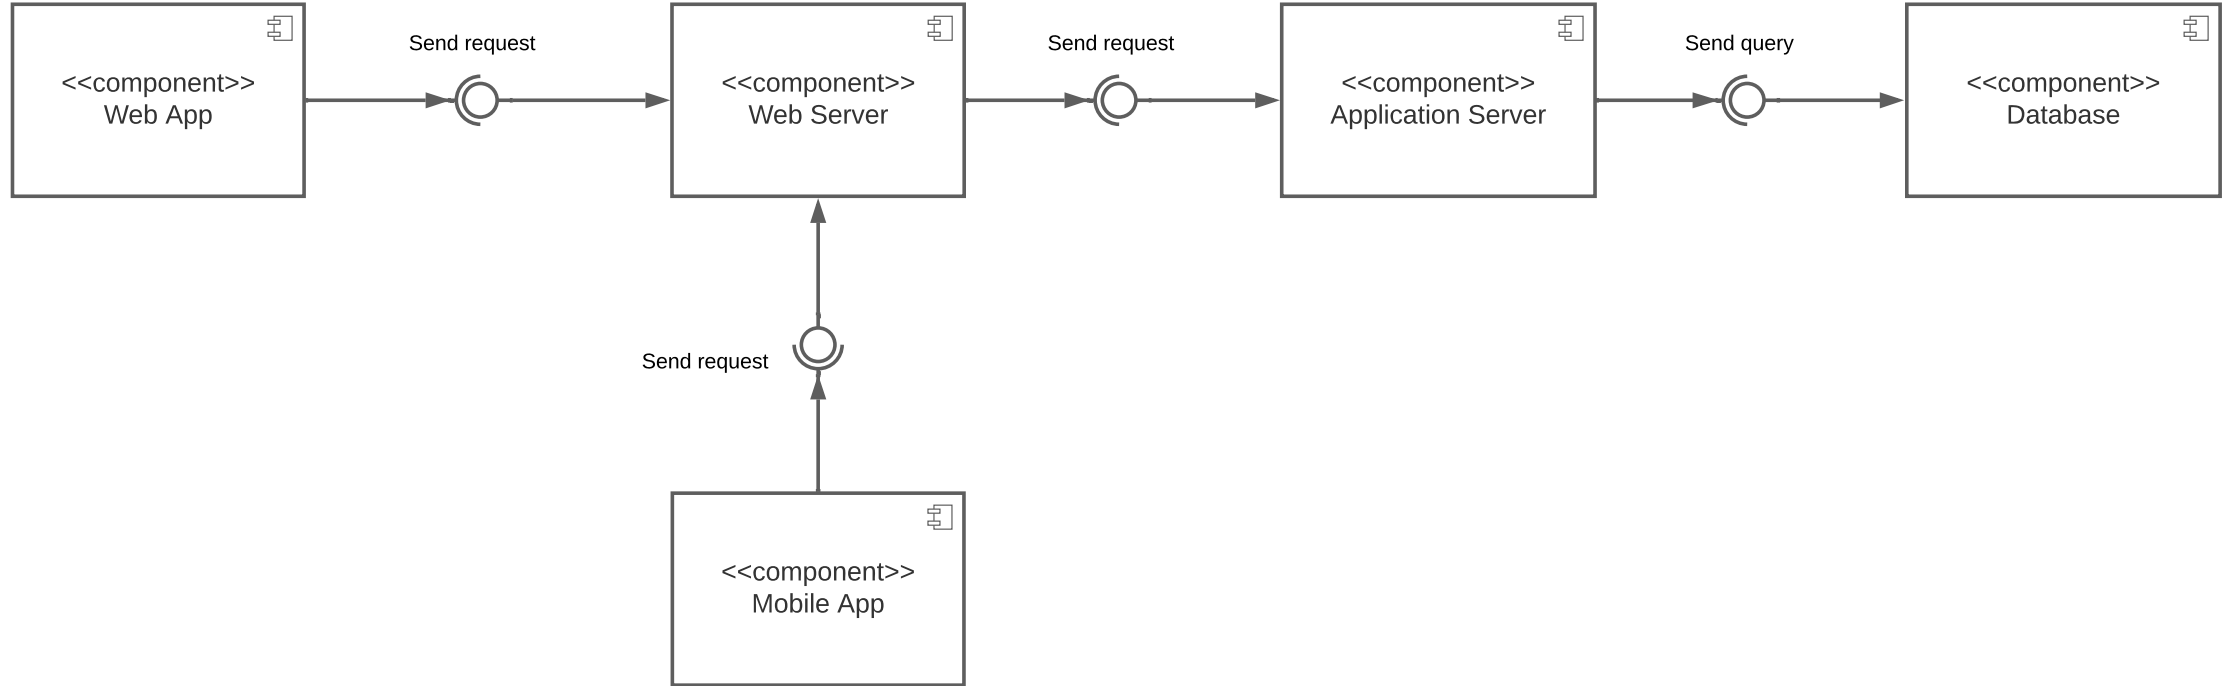 <<component>>
Web App
Send request
<<component>>
Web Server
Send request
<<component>>
Application Server
Send query
<<component>>
Database
Send request
<<component>>
Mobile App